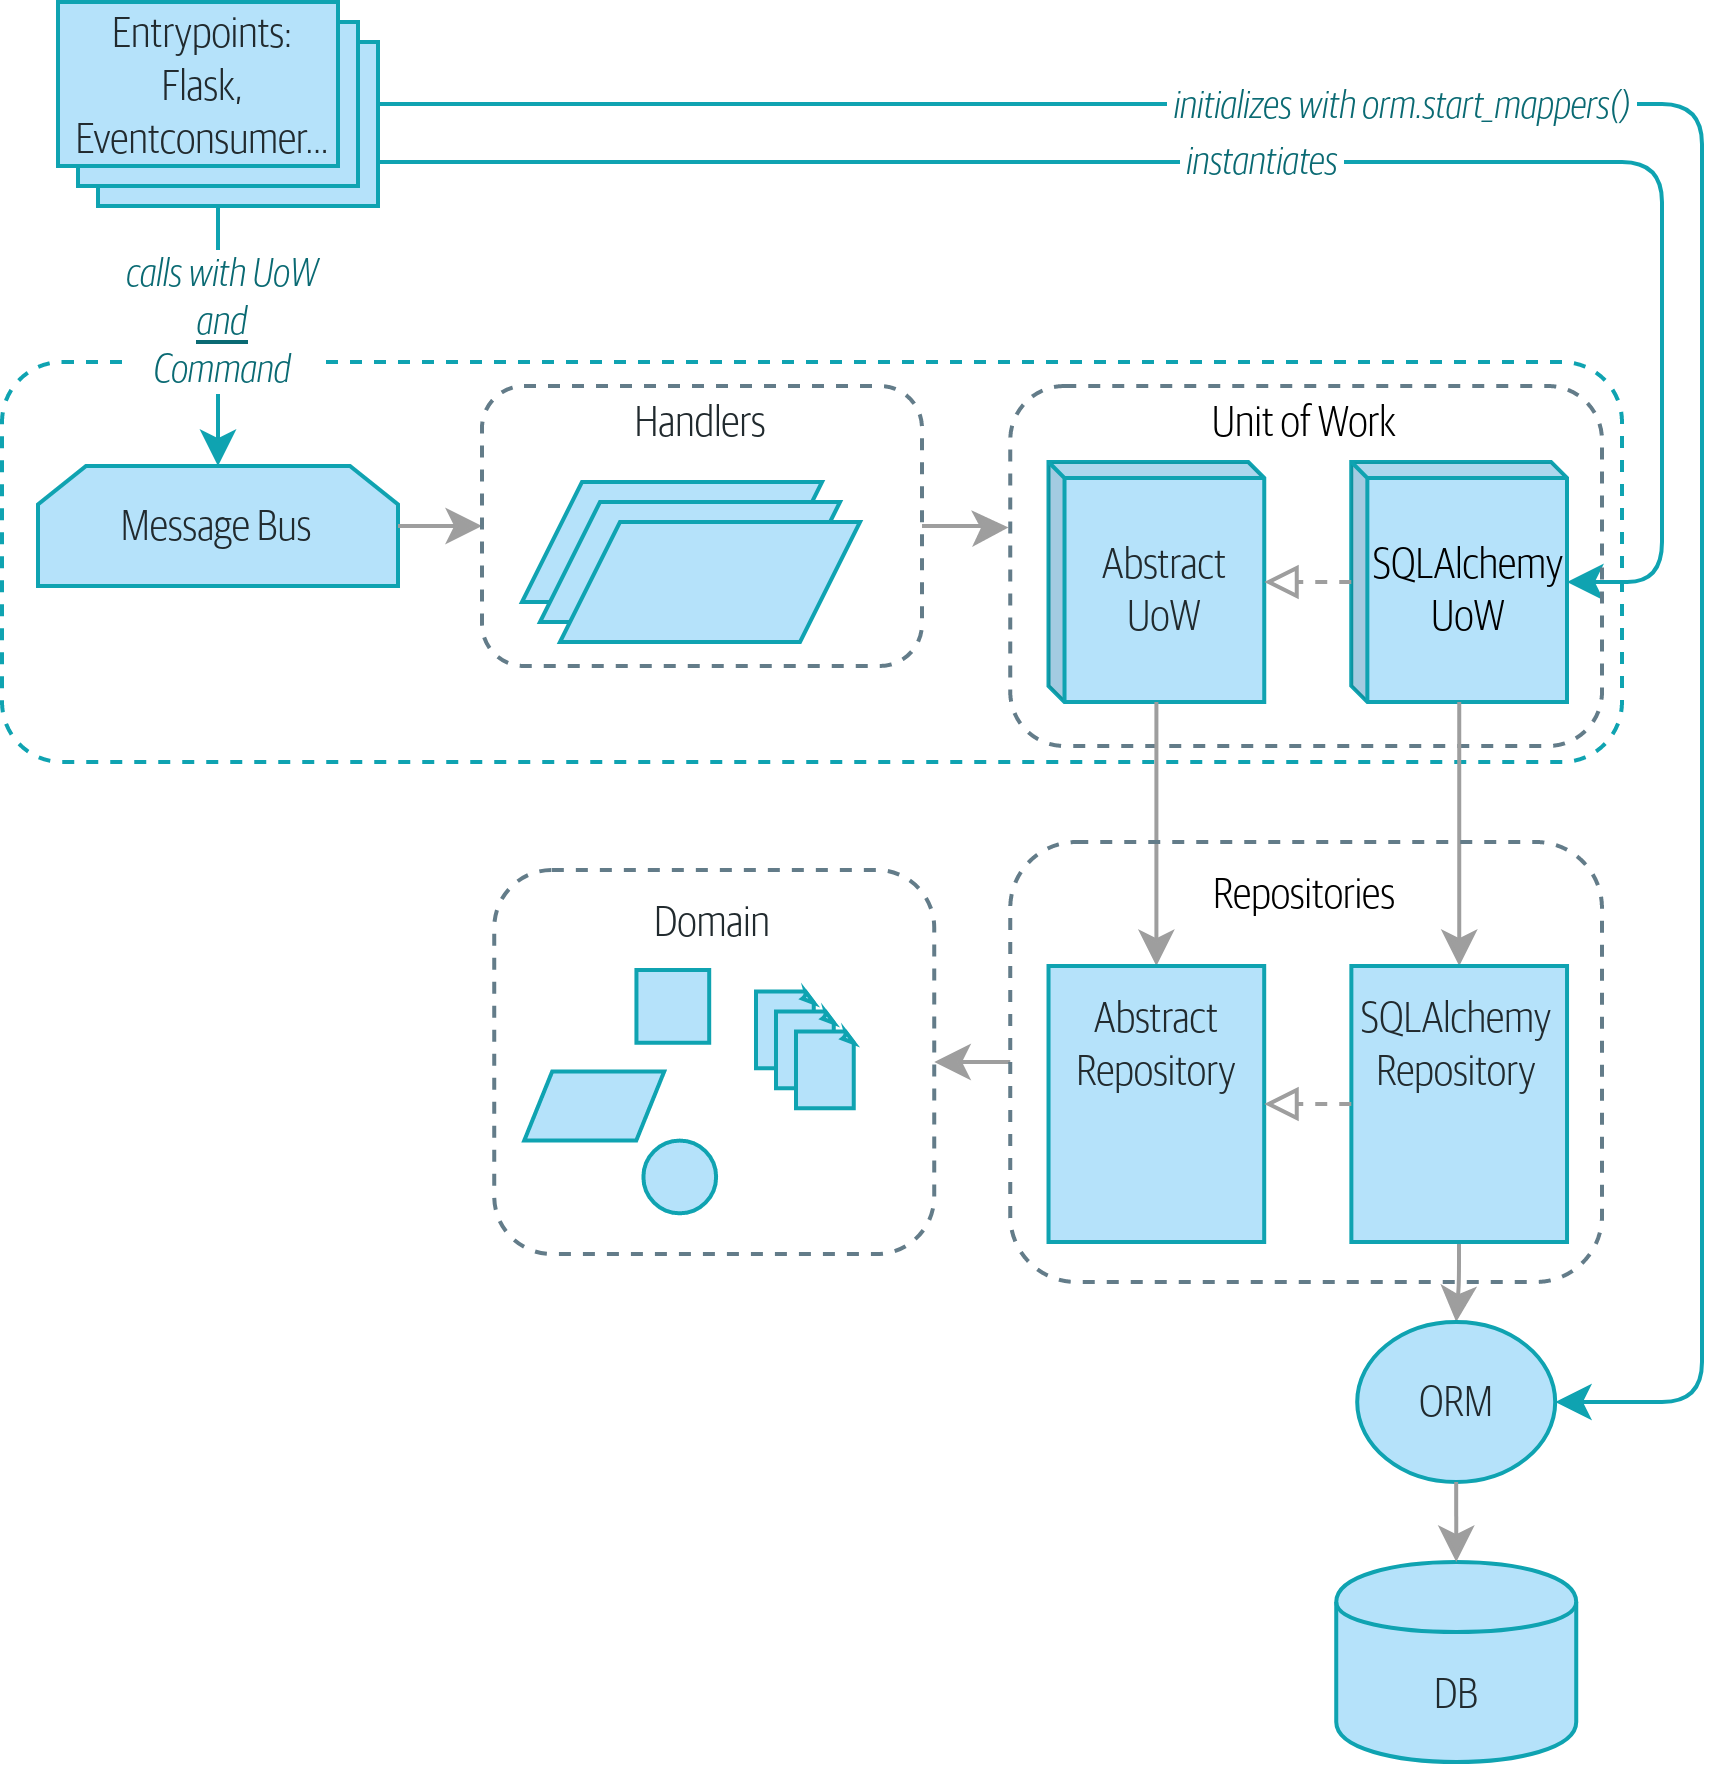 Entrypoints:
Flask,
Eventconsumer...
initializes with orm.start_mappers()
instantiates
calls with UoW
and
Command
Handlers
Unit of Work
Message Bus
Abstract
UoW
SQLAlchemy
UoW
Repositories
Domain
Abstract
Repository
SQLAlchemy
Repository
ORM
DB